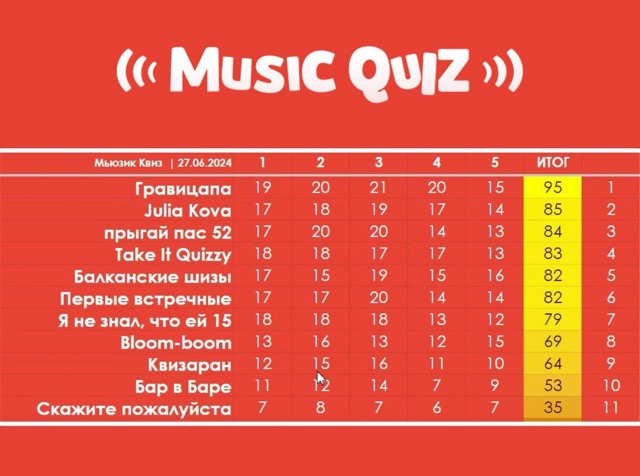 MUSIC QUIZ
Мьюзик Квиз | 27.06.2024 1 2 3 4 5 ИТОГ
Гравицапа 19 20 21 20 15 95 1
Julia Kova 17 18 19 17 14 85 2
прыгай пас 52 17 20 20 14 13 84 3
Take It Quizzy 18 18 17 17 13 83 4
Балканские шизы 17 15 19 15 16 82 5
Первые встречные 17 17 20 14 14 82 6
Я не знал, что ей 15 18 18 18 13 12 79 7
Bloom-boom 13 16 13 12 15 69 8
Квизаран 12 15 16 11 10 64 9
Бар в Баре 11 12 14 7 9 53 10
Скажите пожалуйста 7 8 7 6 7 35 11